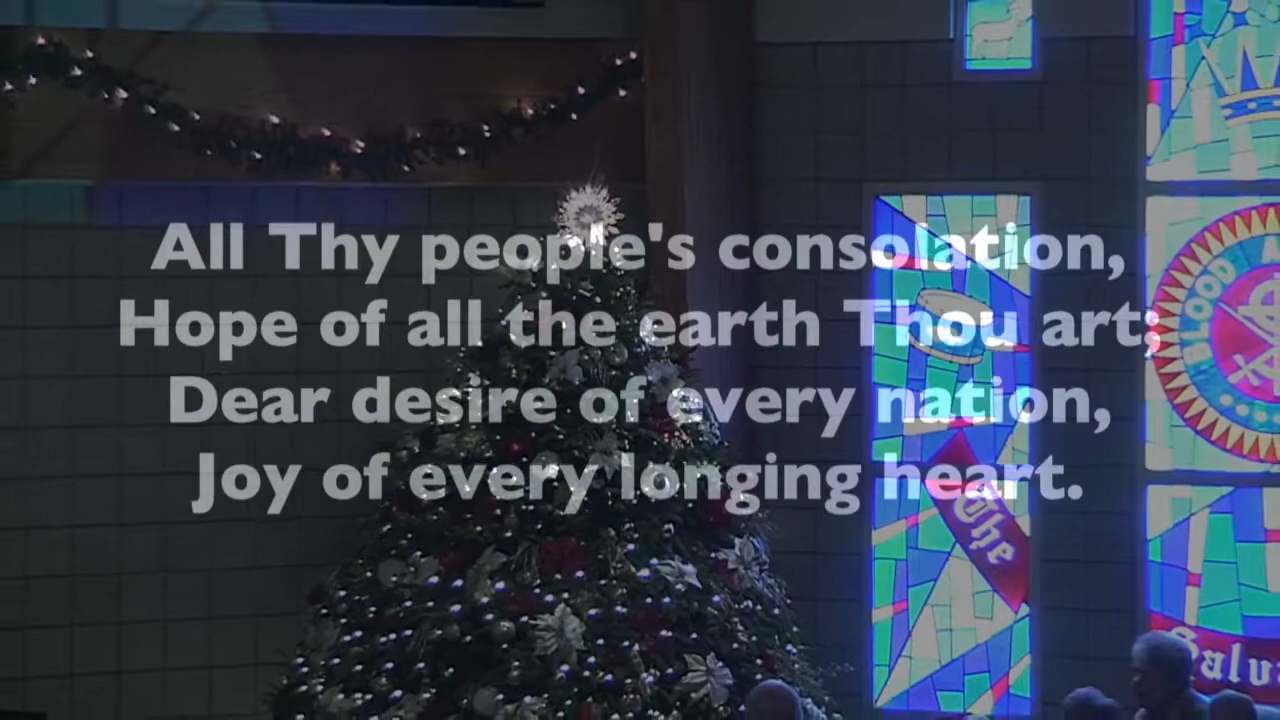 All Thy people's consolation,
Hope of all the earth Thou art;
Dear desire of every nation,
Joy of every longing heart.
BLOOD
The